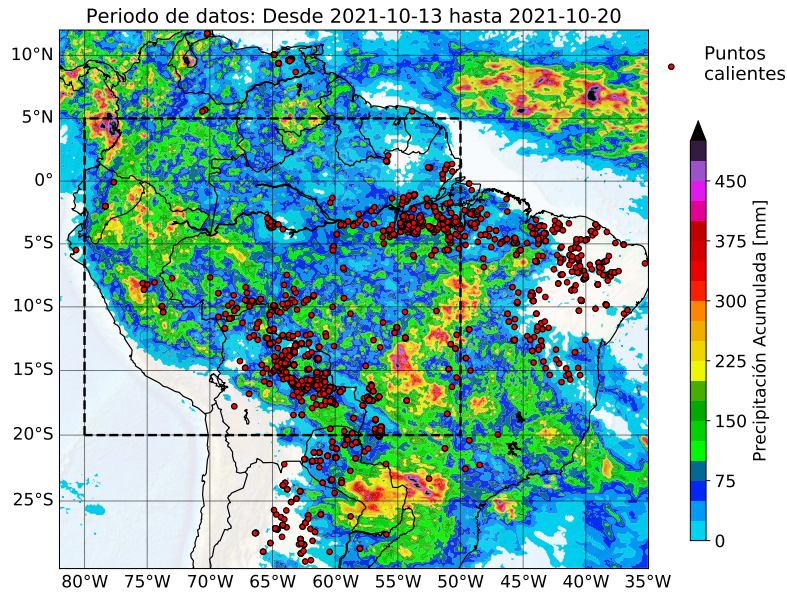 Periodo de datos: Desde 2021-10-13 hasta 2021-10-20
Puntos
calientes
10°N
5°N
0°
5°S
10°S
15°S
20°S
25°S
80°W
75°W
70°W
65°W
60°W
55°W
50°W
45°W
40°W
35°W
450
375
300
225
150
75
0
Precipitación Acumulada [mm]